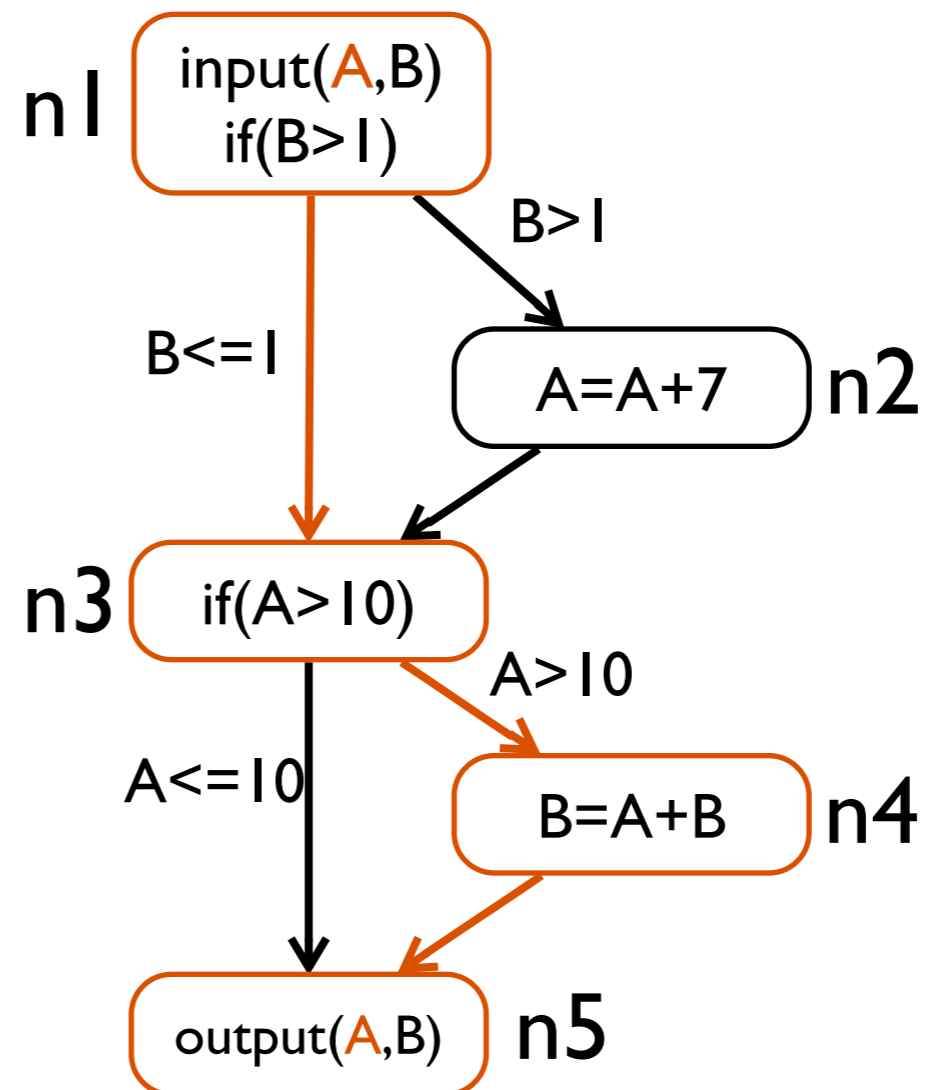 n1
input(A,B)
if(B>1)
B>1
B<=1
A=A+7
n2
n3
if(A>10)
A>10
A<=10
B=A+B
n4
output(A,B)
n5